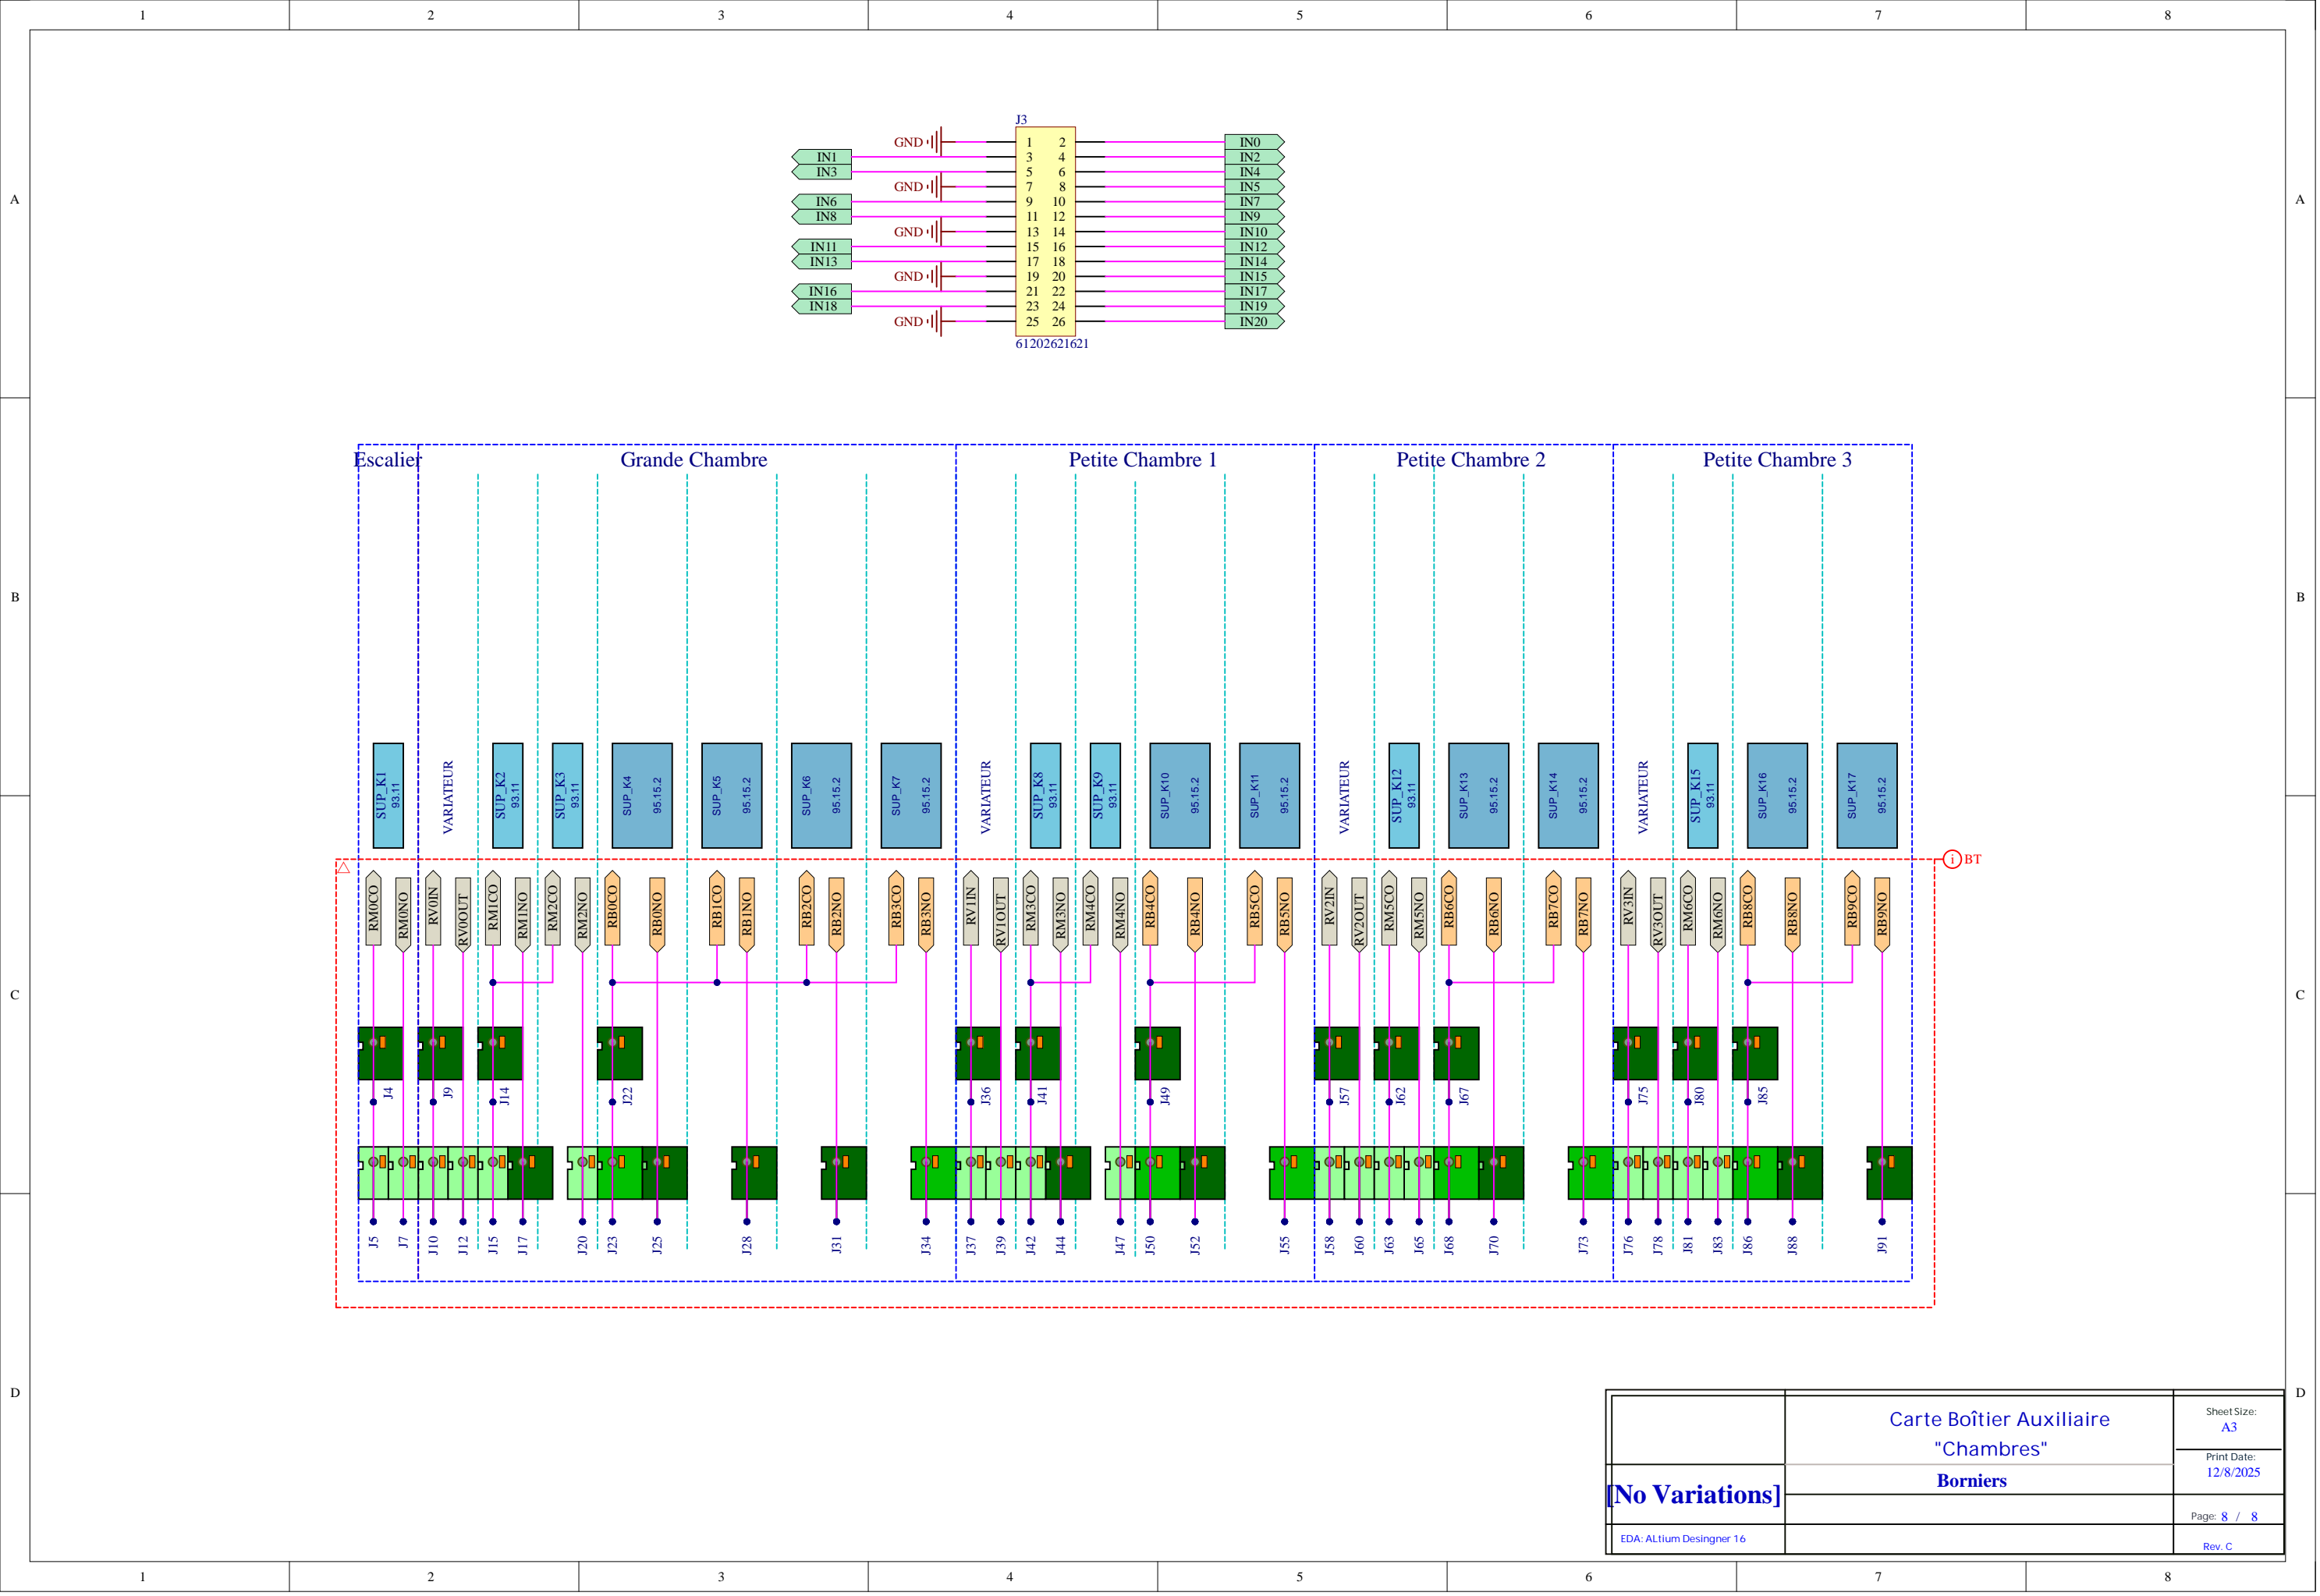 1 2 3 4 5 6 7 8
A A
B B
C C
D D
J3
GND 1 2 IN0
IN1 3 4 IN2
IN3 5 6 IN4
GND 7 8 IN5
IN6 9 10 IN7
IN8 11 12 IN9
GND 13 14 IN10
IN11 15 16 IN12
IN13 17 18 IN14
GND 19 20 IN15
IN16 21 22 IN17
IN18 23 24 IN19
GND 25 26 IN20
61202621621
Escalier Grande Chambre Petite Chambre 1 Petite Chambre 2 Petite Chambre 3
SUP_K1
93.11
VARIATEUR
SUP_K2
93.11
SUP_K3
93.11
SUP_K4
95.15.2
SUP_K5
95.15.2
SUP_K6
95.15.2
SUP_K7
95.15.2
VARIATEUR
SUP_K8
93.11
SUP_K9
93.11
SUP_K10
95.15.2
SUP_K11
95.15.2
VARIATEUR
SUP_K12
93.11
SUP_K13
95.15.2
SUP_K14
95.15.2
VARIATEUR
SUP_K15
93.11
SUP_K16
95.15.2
SUP_K17
95.15.2
i BT
RM0CO RM0NO RV0IN RV0OUT RM1CO RM1NO RM2CO RM2NO RB0CO RB0NO RB1CO RB1NO RB2CO RB2NO RB3CO RB3NO RV1IN RV1OUT RM3CO RM3NO RM4CO RM4NO RB4CO RB4NO RB5CO RB5NO RV2IN RV2OUT RM5CO RM5NO RB6CO RB6NO RB7CO RB7NO RV3IN RV3OUT RM6CO RM6NO RB8CO RB8NO RB9CO RB9NO
J4 J9 J14 J22 J36 J41 J49 J57 J62 J67 J75 J80 J85
J5 J7 J10 J12 J15 J17 J20 J23 J25 J28 J31 J34 J37 J39 J42 J44 J47 J50 J52 J55 J58 J60 J63 J65 J68 J70 J73 J76 J78 J81 J83 J86 J88 J91
Carte Boîtier Auxiliaire
"Chambres"
Borniers
[No Variations]
EDA: ALtium Desingner 16
Sheet Size:
A3
Print Date:
12/8/2025
Page: 8 / 8
Rev. C
1 2 3 4 5 6 7 8